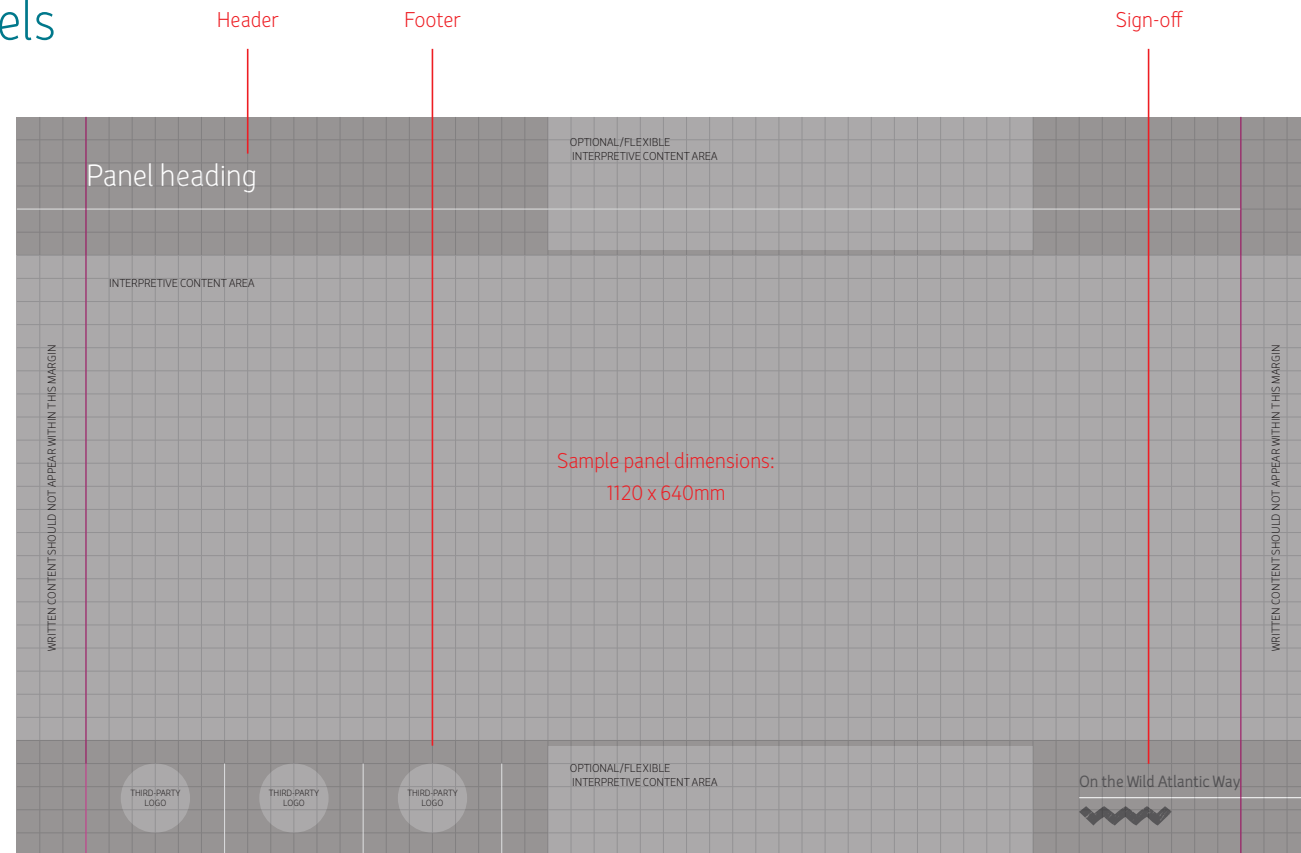 els
Header
Footer
Sign-off
OPTIONAL/FLEXIBLE
INTERPRETIVE CONTENT AREA
Panel heading
INTERPRETIVE CONTENT AREA
WRITTEN CONTENT SHOULD NOT APPEAR WITHIN THIS MARGIN
WRITTEN CONTENT SHOULD NOT APPEAR WITHIN THIS MARGIN
Sample panel dimensions:
1120 x 640mm
THIRD-PARTY
LOGO
THIRD-PARTY
LOGO
THIRD-PARTY
LOGO
OPTIONAL/FLEXIBLE
INTERPRETIVE CONTENT AREA
On the Wild Atlantic Way